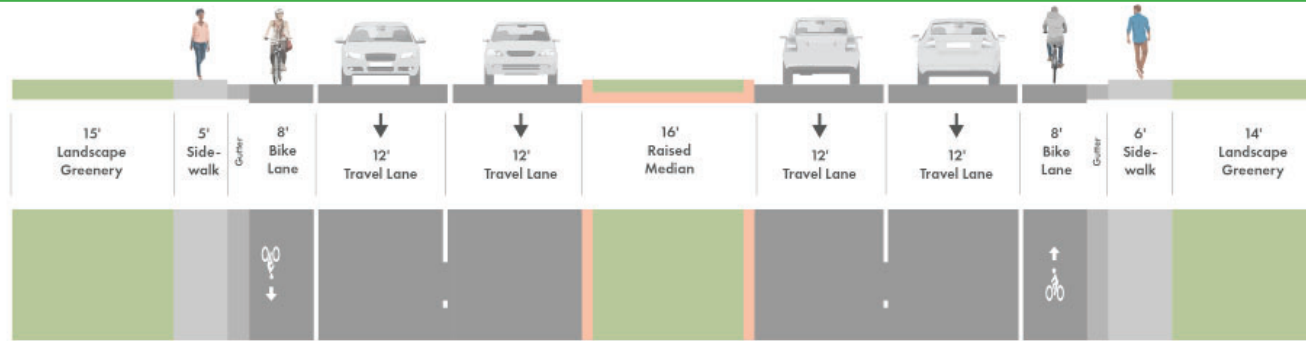 15'
Landscape
Greenery
5'
Side-
walk
Gutter
8'
Bike
Lane
12'
Travel Lane
12'
Travel Lane
16'
Raised
Median
12'
Travel Lane
12'
Travel Lane
8'
Bike
Lane
Gutter
6'
Side-
walk
14'
Landscape
Greenery